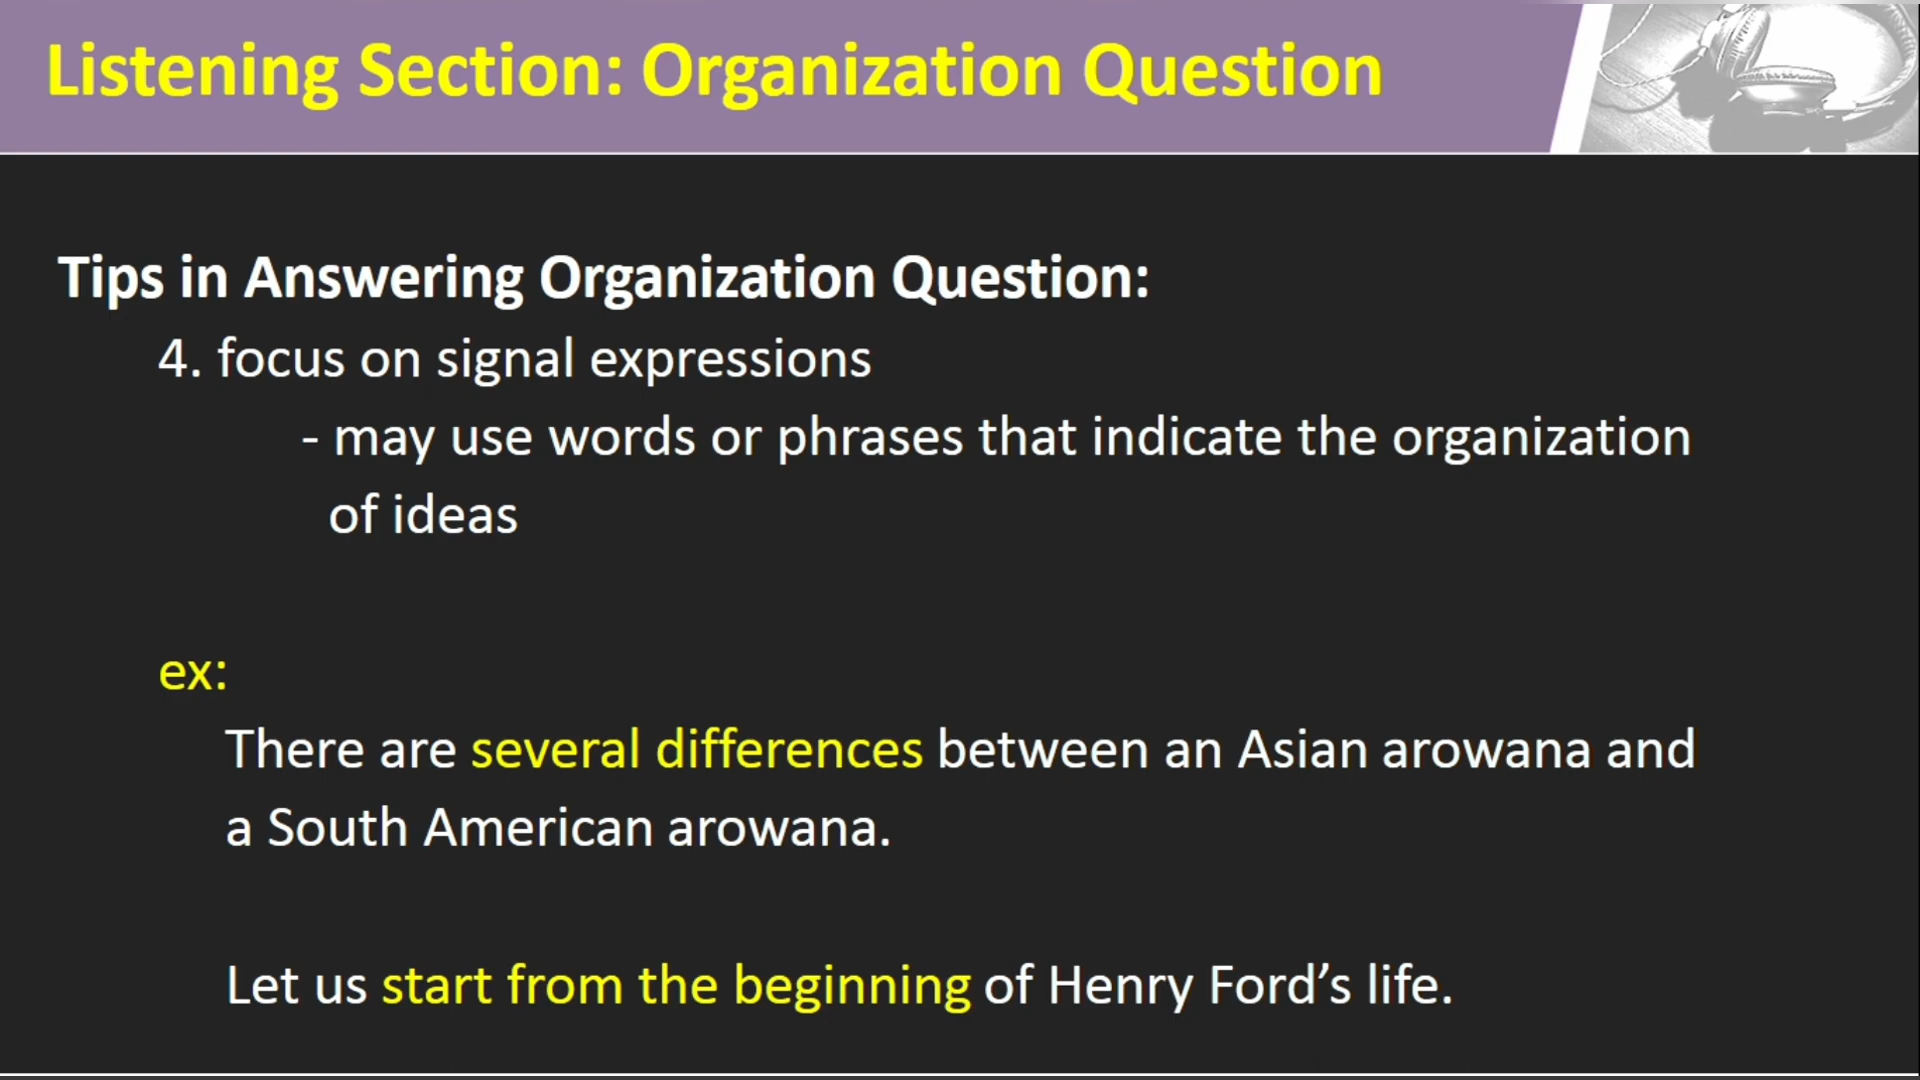 Listening Section: Organization Question
Tips in Answering Organization Question:
4. focus on signal expressions
- may use words or phrases that indicate the organization
of ideas
ex:
There are several differences between an Asian arowana and
a South American arowana.
Let us start from the beginning of Henry Ford’s life.